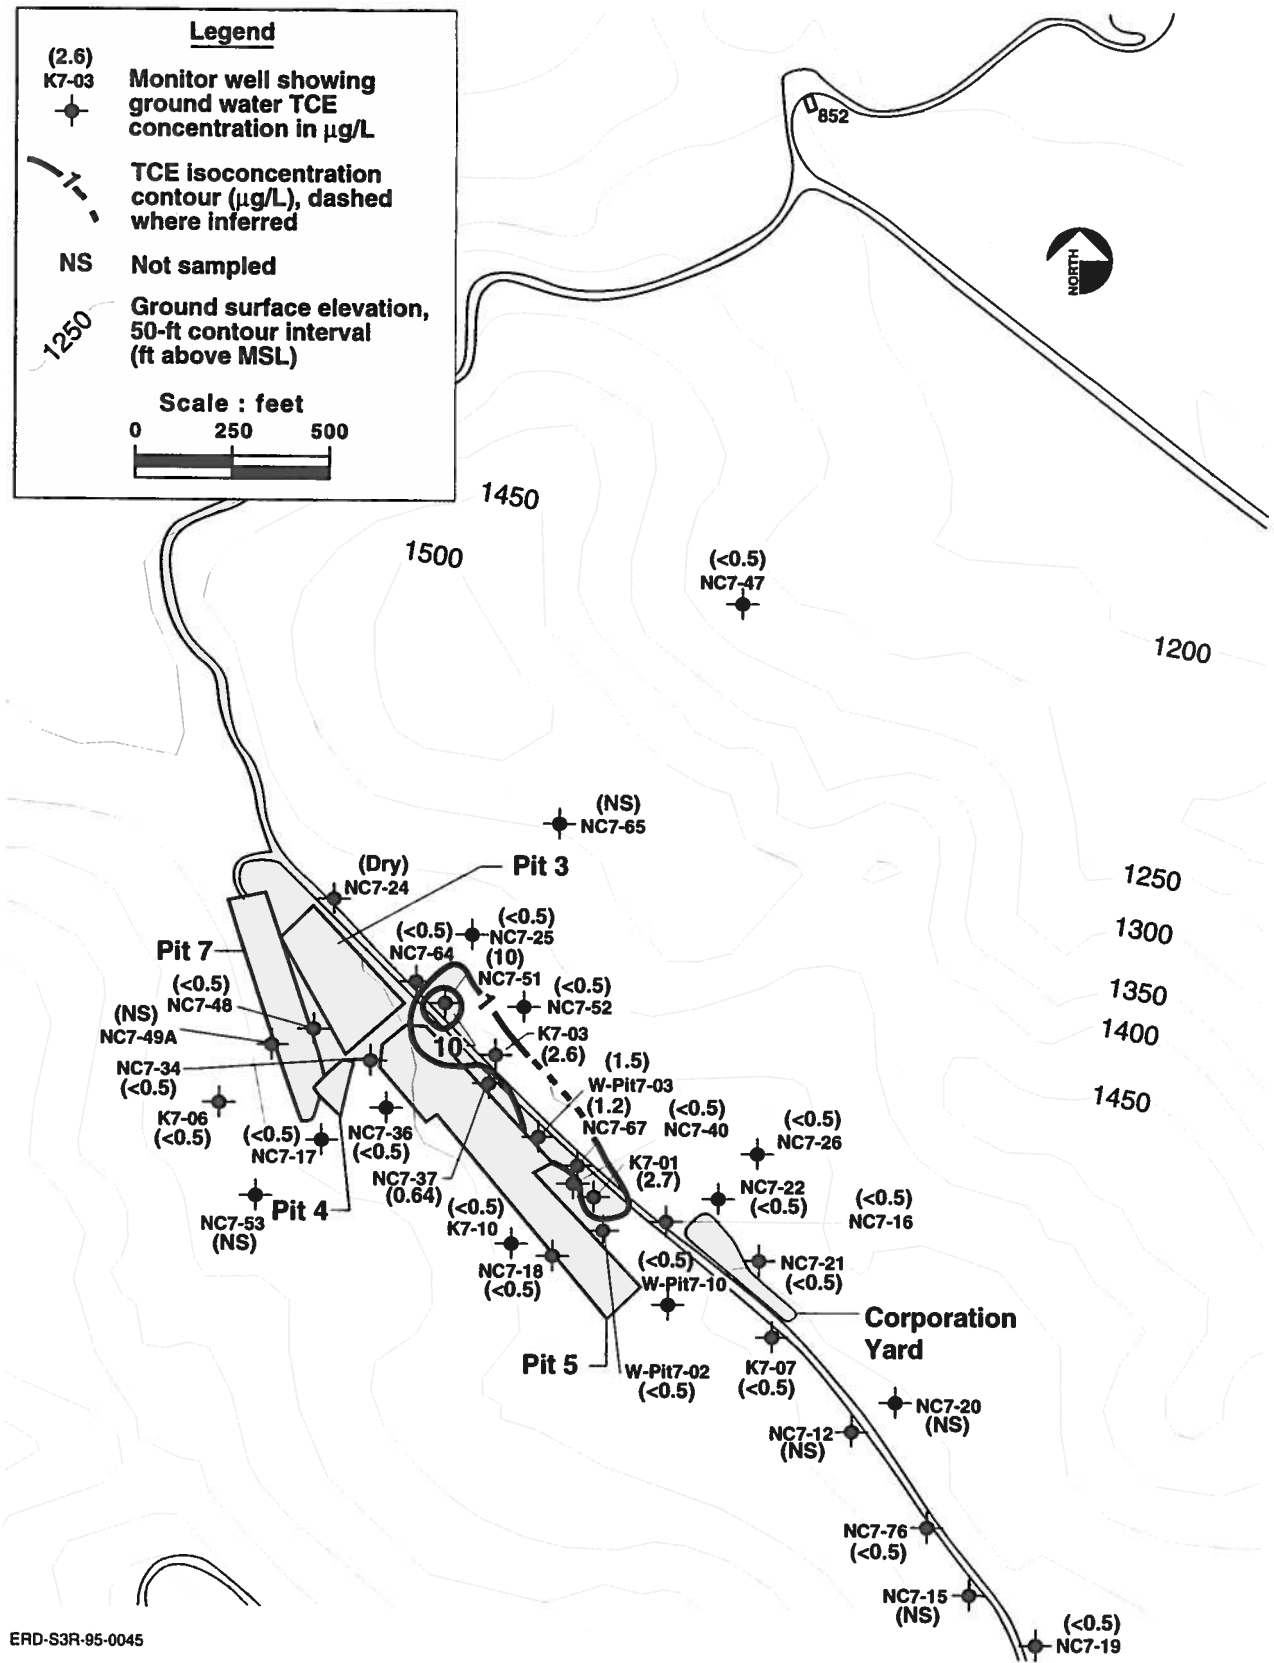 Legend
(2.6)
K7-03
Monitor well showing
ground water TCE
concentration in µg/L
1
TCE isoconcentration
contour (µg/L), dashed
where inferred
NS
Not sampled
1250
Ground surface elevation,
50-ft contour interval
(ft above MSL)
Scale : feet
0 250 500
852
NORTH
1450
1500
(<0.5)
NC7-47
1200
(NS)
NC7-65
(Dry)
NC7-24
Pit 3
1250
1300
1350
1400
1450
Pit 7
(<0.5)
NC7-64
(<0.5)
NC7-25
(10)
NC7-51
(<0.5)
NC7-48
(<0.5)
NC7-52
(NS)
NC7-49A
1
10
K7-03
(2.6)
NC7-34
(<0.5)
(1.5)
W-Pit7-03
(1.2)
NC7-67
(<0.5)
NC7-40
K7-06
(<0.5)
(<0.5)
NC7-17
NC7-36
(<0.5)
(<0.5)
NC7-26
NC7-37
(0.64)
K7-01
(2.7)
NC7-22
(<0.5)
(<0.5)
NC7-16
NC7-53
(NS)
Pit 4
(<0.5)
K7-10
NC7-18
(<0.5)
(<0.5)
W-Pit7-10
NC7-21
(<0.5)
Corporation
Yard
Pit 5
W-Pit7-02
(<0.5)
K7-07
(<0.5)
NC7-20
(NS)
NC7-12
(NS)
NC7-76
(<0.5)
NC7-15
(NS)
(<0.5)
NC7-19
ERD-S3R-95-0045